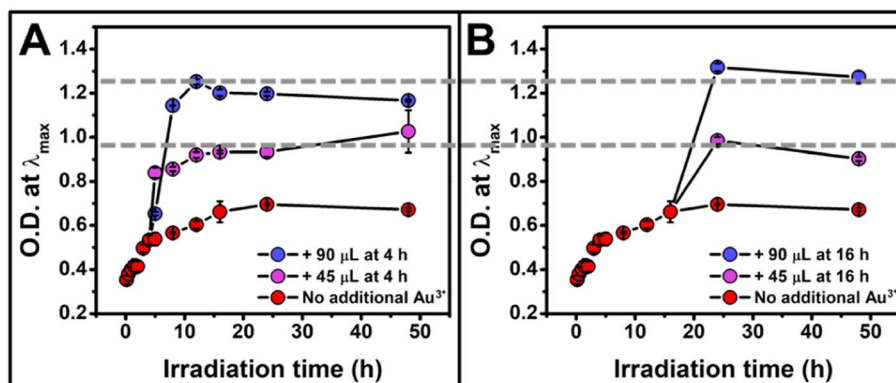 A
B
1.4
1.2
1.0
0.8
0.6
0.4
0.2
O.D. at λmax
+ 90 μL at 4 h
+ 45 μL at 4 h
No additional Au³⁺
0 10 20 30 40 50
Irradiation time (h)
1.4
1.2
1.0
0.8
0.6
0.4
0.2
O.D. at λmax
+ 90 μL at 16 h
+ 45 μL at 16 h
No additional Au³⁺
0 10 20 30 40 50
Irradiation time (h)